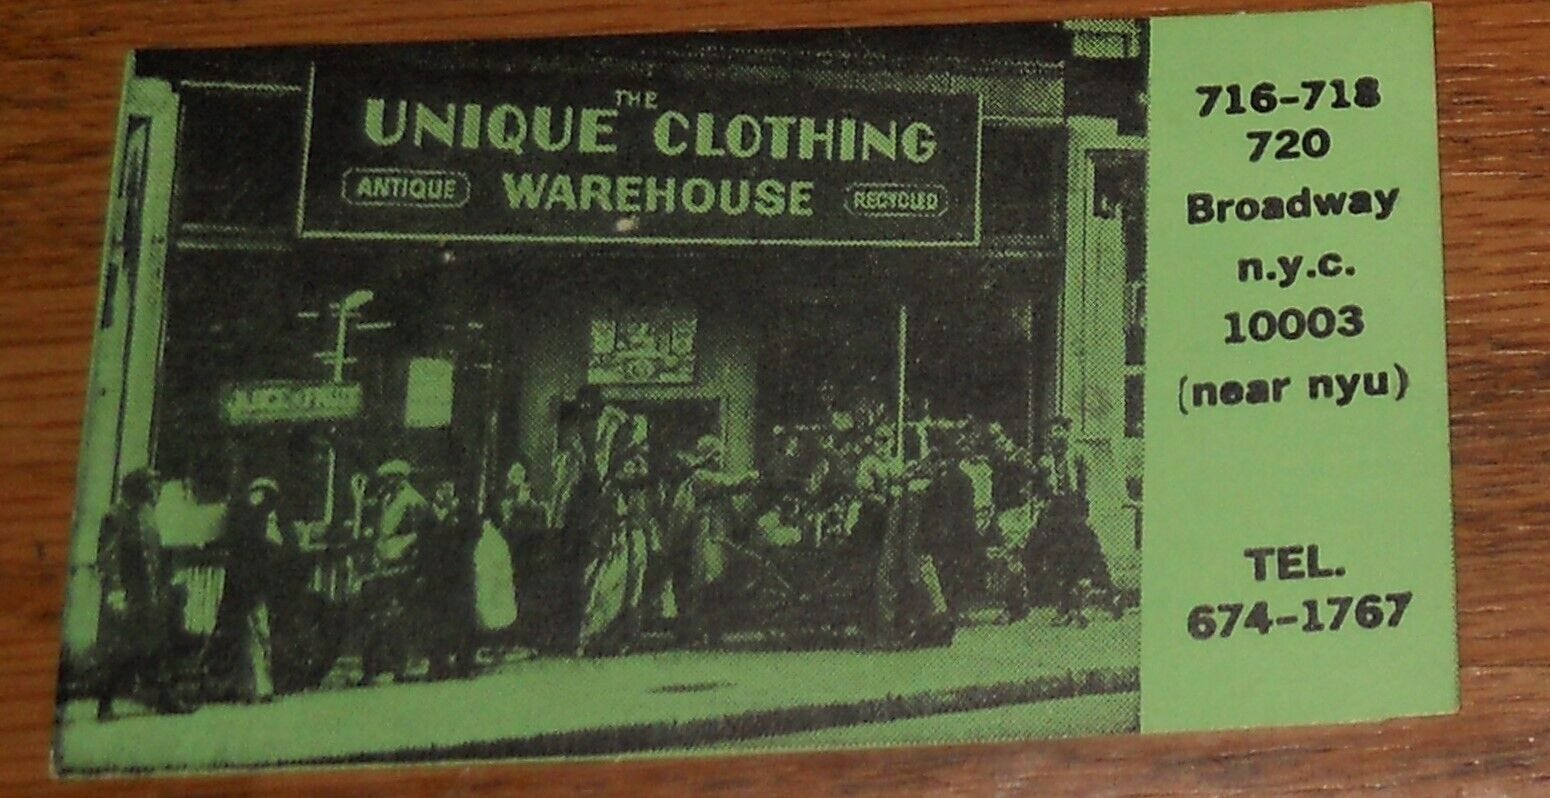 THE
UNIQUE CLOTHING
ANTIQUE WAREHOUSE RECYCLED
716-718
720
Broadway
n.y.c.
10003
(near nyu)
TEL.
674-1767